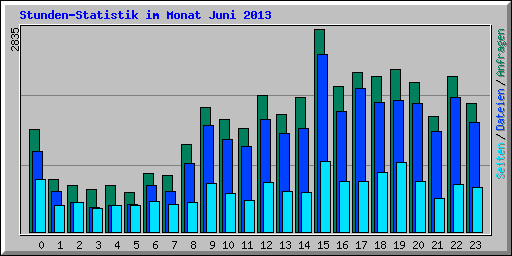 Stunden-Statistik im Monat Juni 2013
2835
Seiten / Dateien / Anfragen
0 1 2 3 4 5 6 7 8 9 10 11 12 13 14 15 16 17 18 19 20 21 22 23